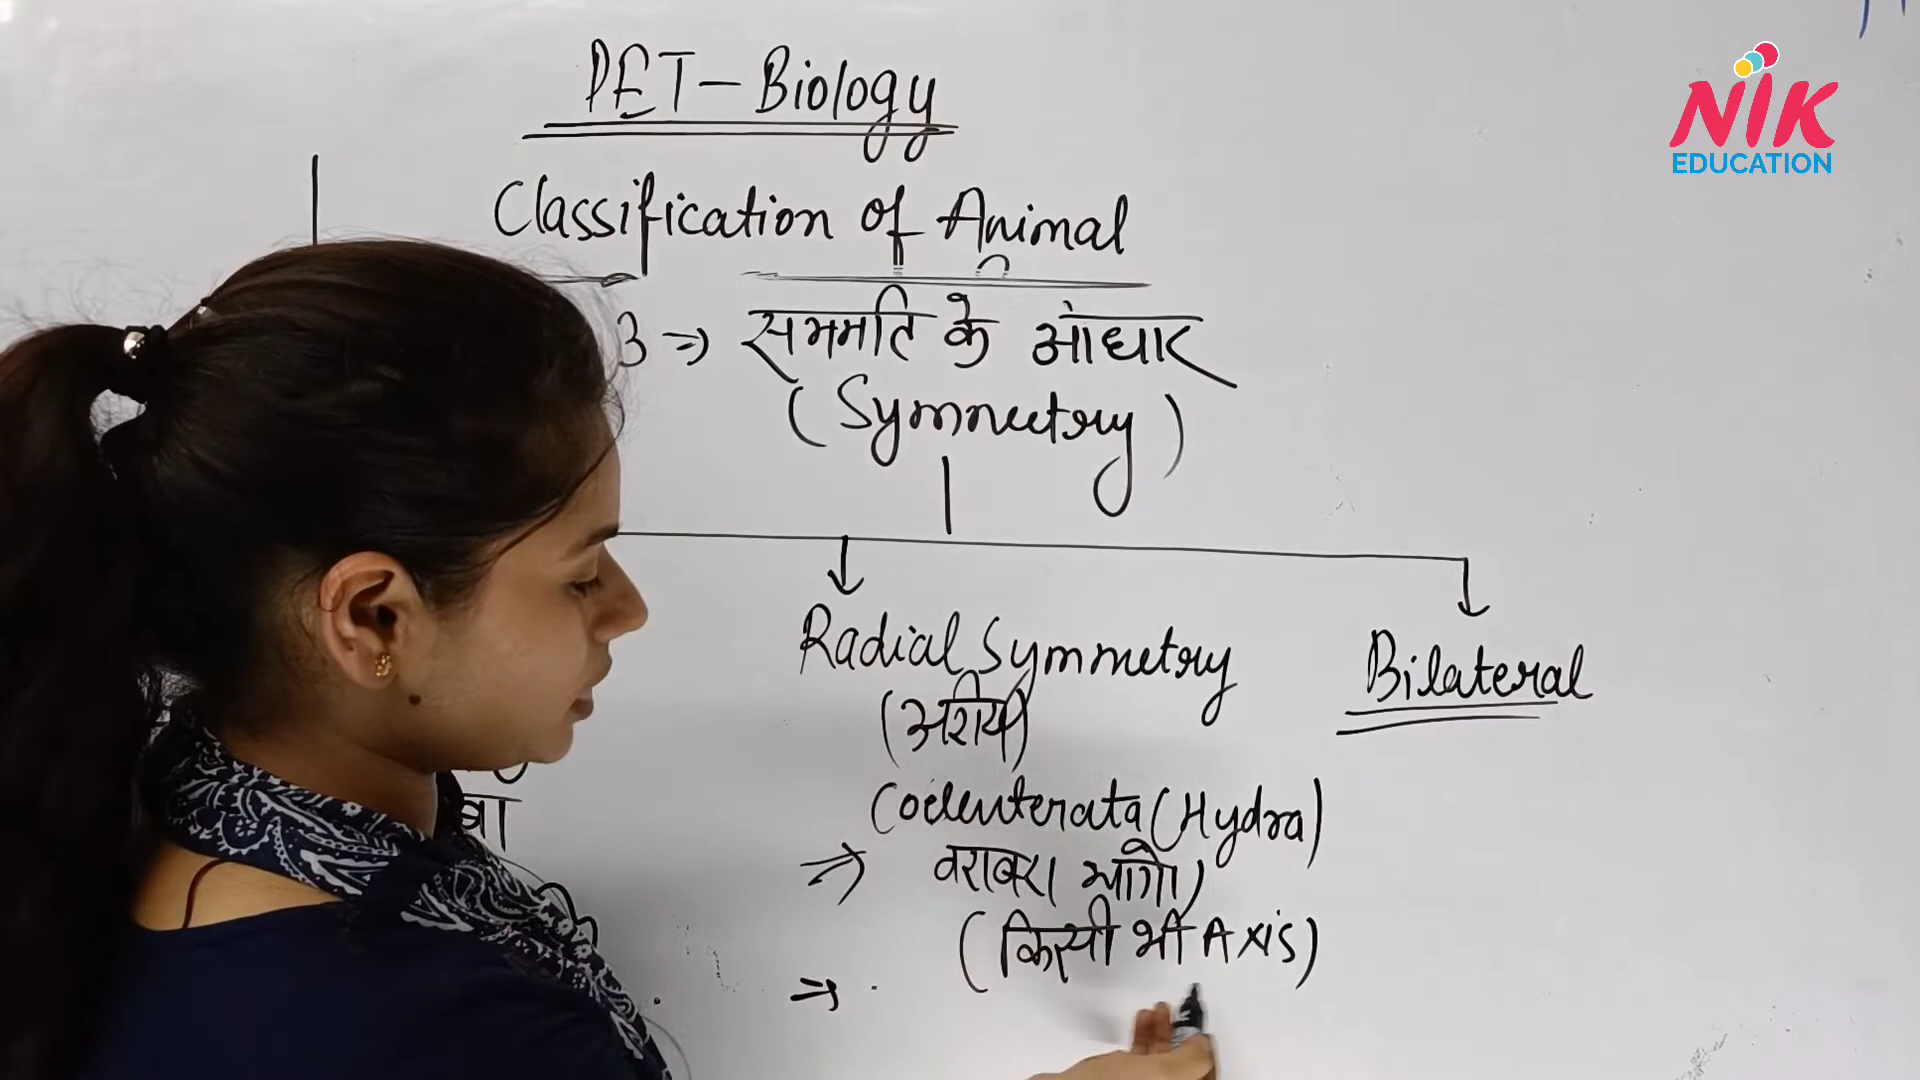 PET - Biology
NIK
EDUCATION
Classification of Animal
3 ⇒ सममति के आधार
(Symmetry)
Radial Symmetry
Bilateral
(अरीय)
Coelenterata (Hydra)
⇒ बराबर भागो
(किसी भी Axis)
⇒